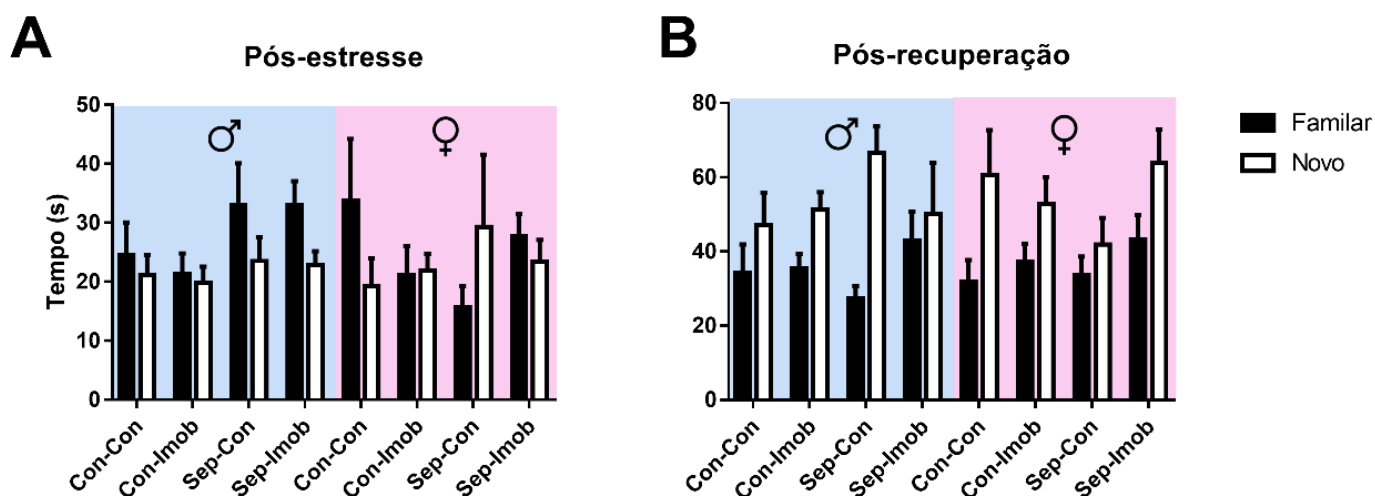 A
Pós-estresse
50
40
30
20
10
0
Tempo (s)
♂
♀
Con-Con
Con-Imob
Sep-Con
Sep-Imob
Con-Con
Con-Imob
Sep-Con
Sep-Imob
B
Pós-recuperação
80
60
40
20
0
♂
♀
Con-Con
Con-Imob
Sep-Con
Sep-Imob
Con-Con
Con-Imob
Sep-Con
Sep-Imob
Familar
Novo